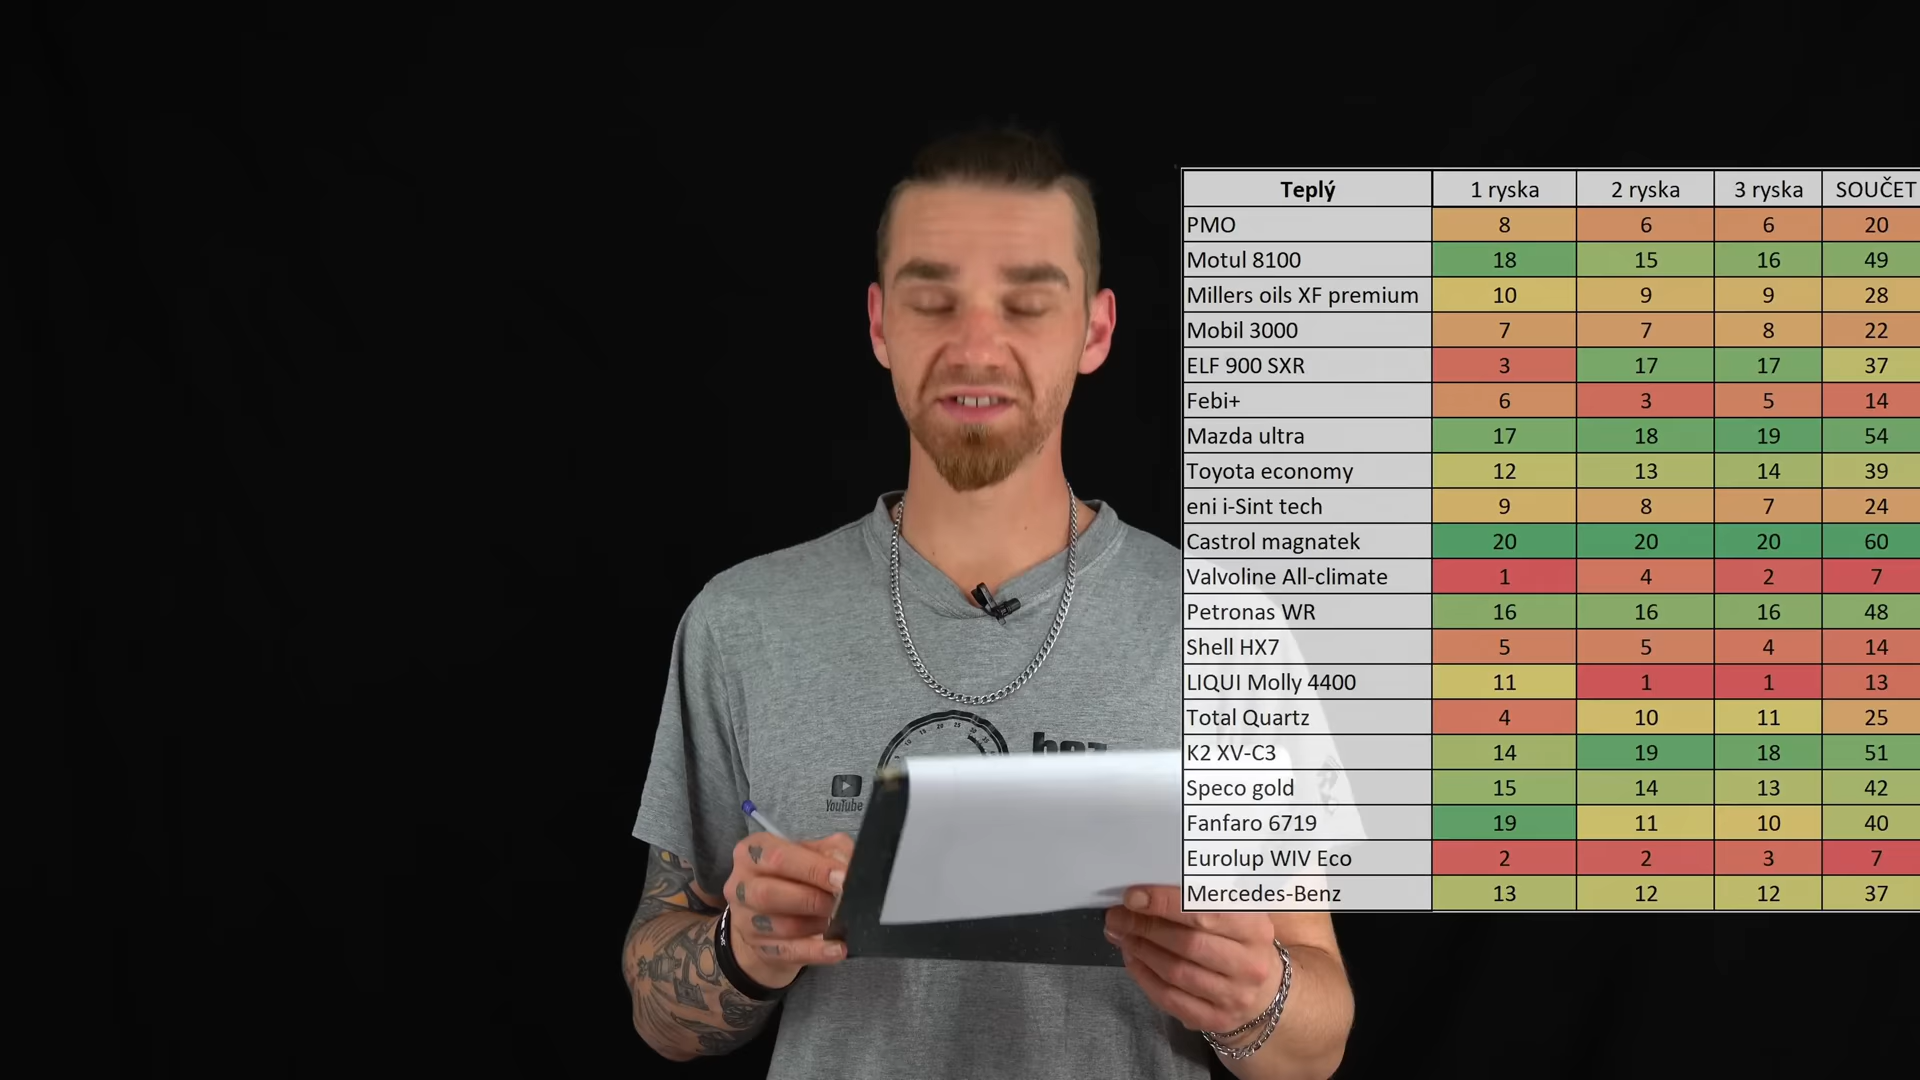 Teplý 1 ryska 2 ryska 3 ryska SOUČET
PMO 8 6 6 20
Motul 8100 18 15 16 49
Millers oils XF premium 10 9 9 28
Mobil 3000 7 7 8 22
ELF 900 SXR 3 17 17 37
Febi+ 6 3 5 14
Mazda ultra 17 18 19 54
Toyota economy 12 13 14 39
eni i-Sint tech 9 8 7 24
Castrol magnatek 20 20 20 60
Valvoline All-climate 1 4 2 7
Petronas WR 16 16 16 48
Shell HX7 5 5 4 14
LIQUI Molly 4400 11 1 1 13
Total Quartz 4 10 11 25
K2 XV-C3 14 19 18 51
Speco gold 15 14 13 42
Fanfaro 6719 19 11 10 40
Eurolup WIV Eco 2 2 3 7
Mercedes-Benz 13 12 12 37
YouTube